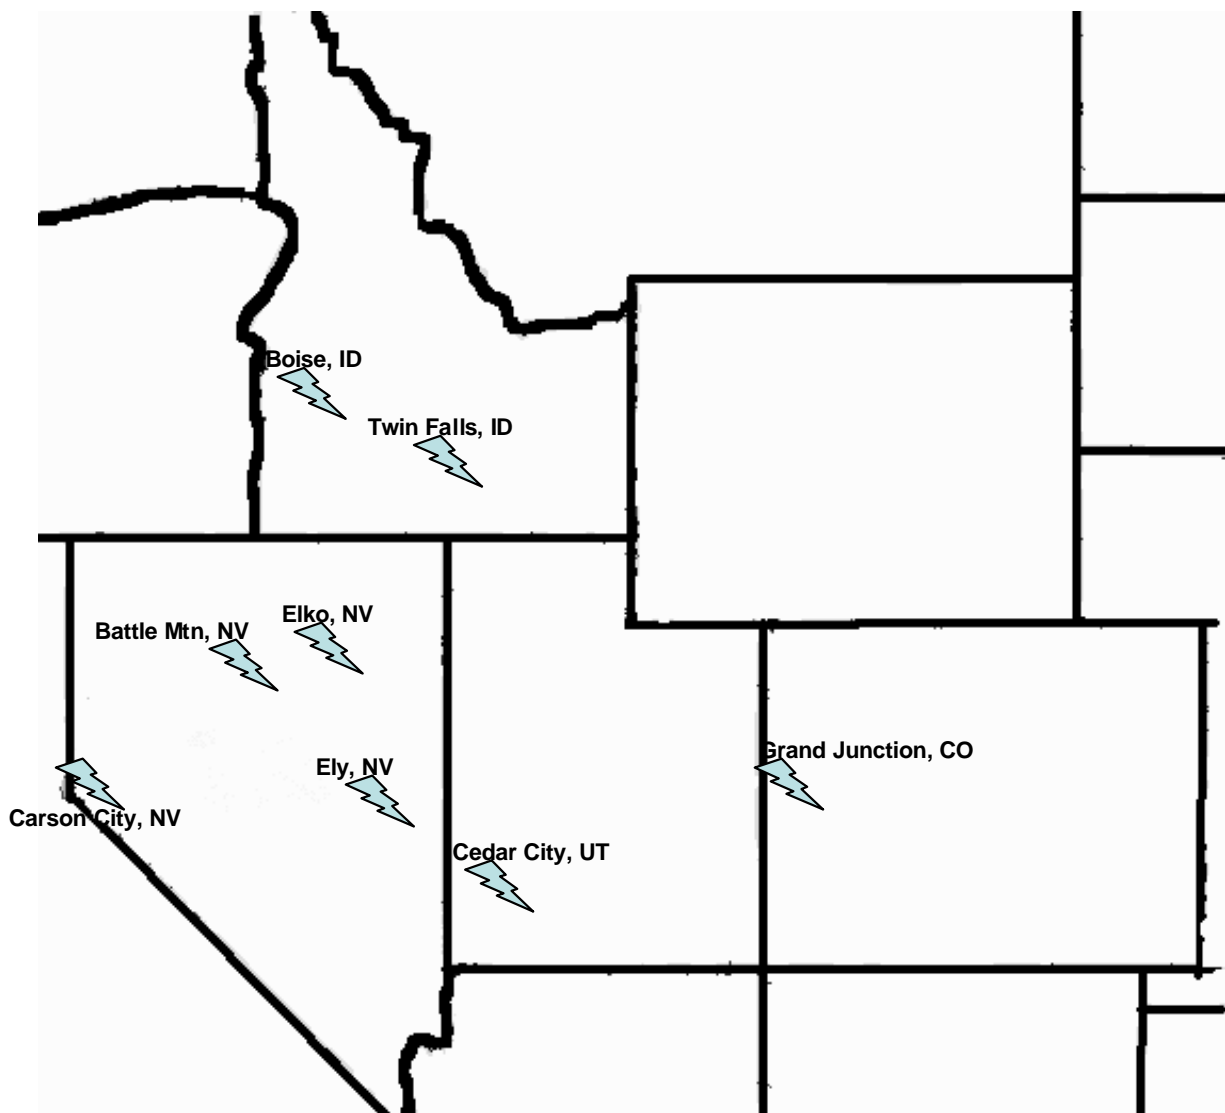 Boise, ID
Twin Falls, ID
Elko, NV
Battle Mtn, NV
Grand Junction, CO
Ely, NV
Carson City, NV
Cedar City, UT